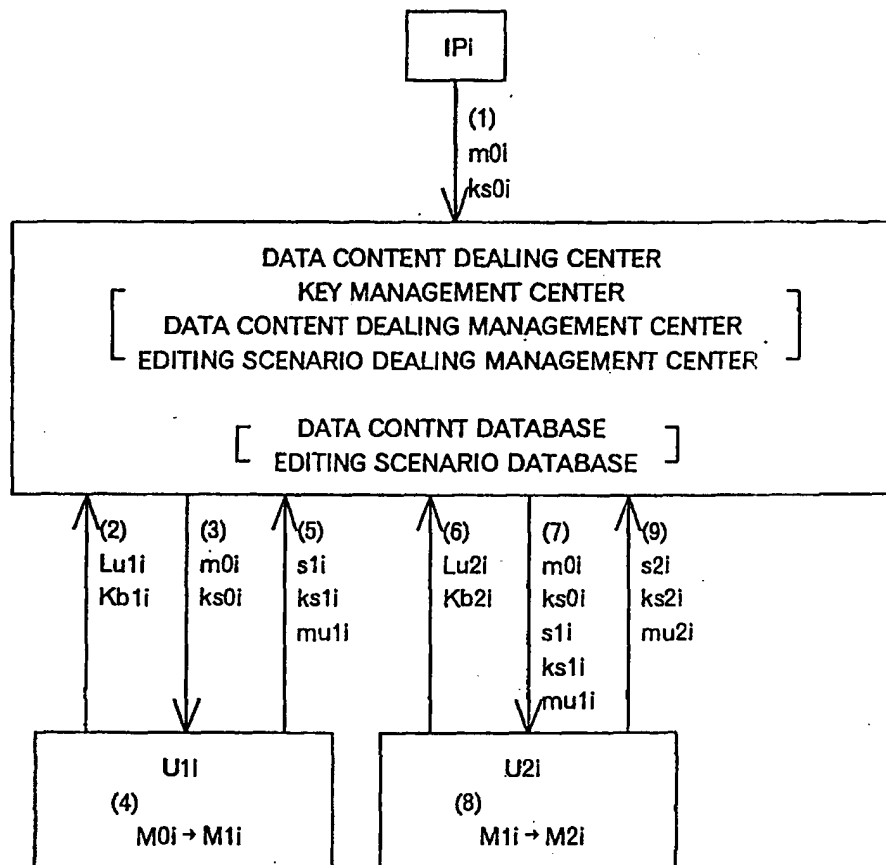 IPi
(1)
m0i
ks0i
DATA CONTENT DEALING CENTER
KEY MANAGEMENT CENTER
DATA CONTENT DEALING MANAGEMENT CENTER
EDITING SCENARIO DEALING MANAGEMENT CENTER
DATA CONTNT DATABASE
EDITING SCENARIO DATABASE
(2)
Lu1i
Kb1i
(3)
m0i
ks0i
(5)
s1i
ks1i
mu1i
(6)
Lu2i
Kb2i
(7)
m0i
ks0i
s1i
ks1i
mu1i
(9)
s2i
ks2i
mu2i
U1i
(4)
M0i→M1i
U2i
(8)
M1i→M2i